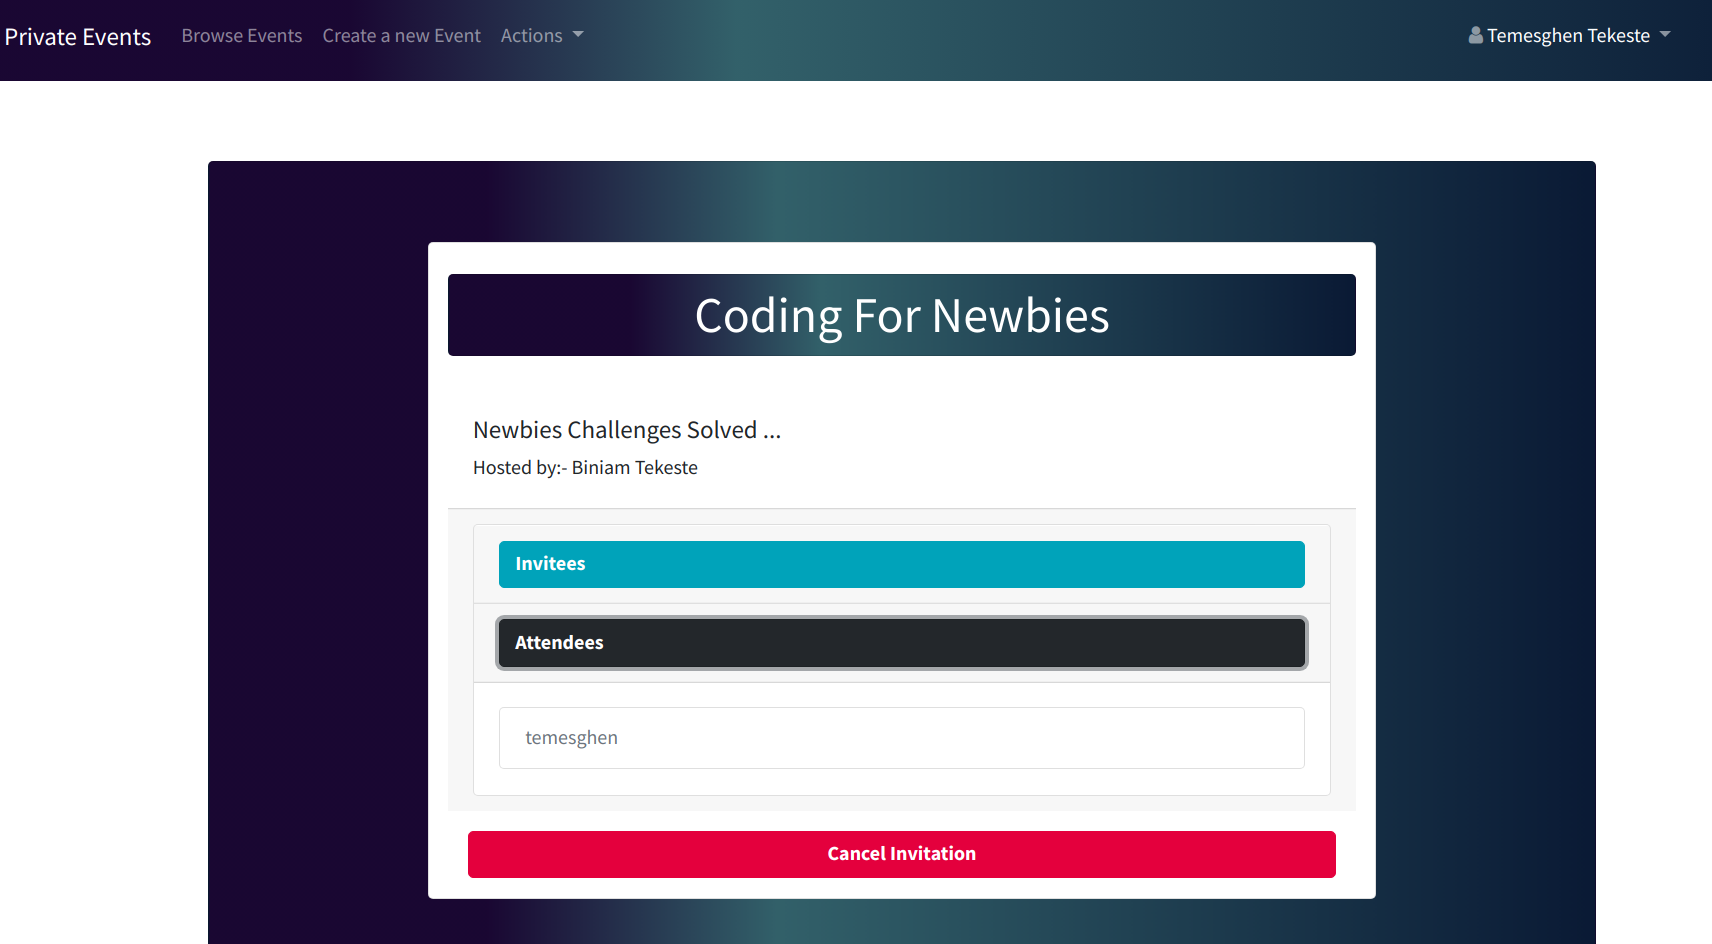 Private Events Browse Events Create a new Event Actions Temesghen Tekeste
Coding For Newbies
Newbies Challenges Solved ...
Hosted by:- Biniam Tekeste
Invitees
Attendees
temesghen
Cancel Invitation